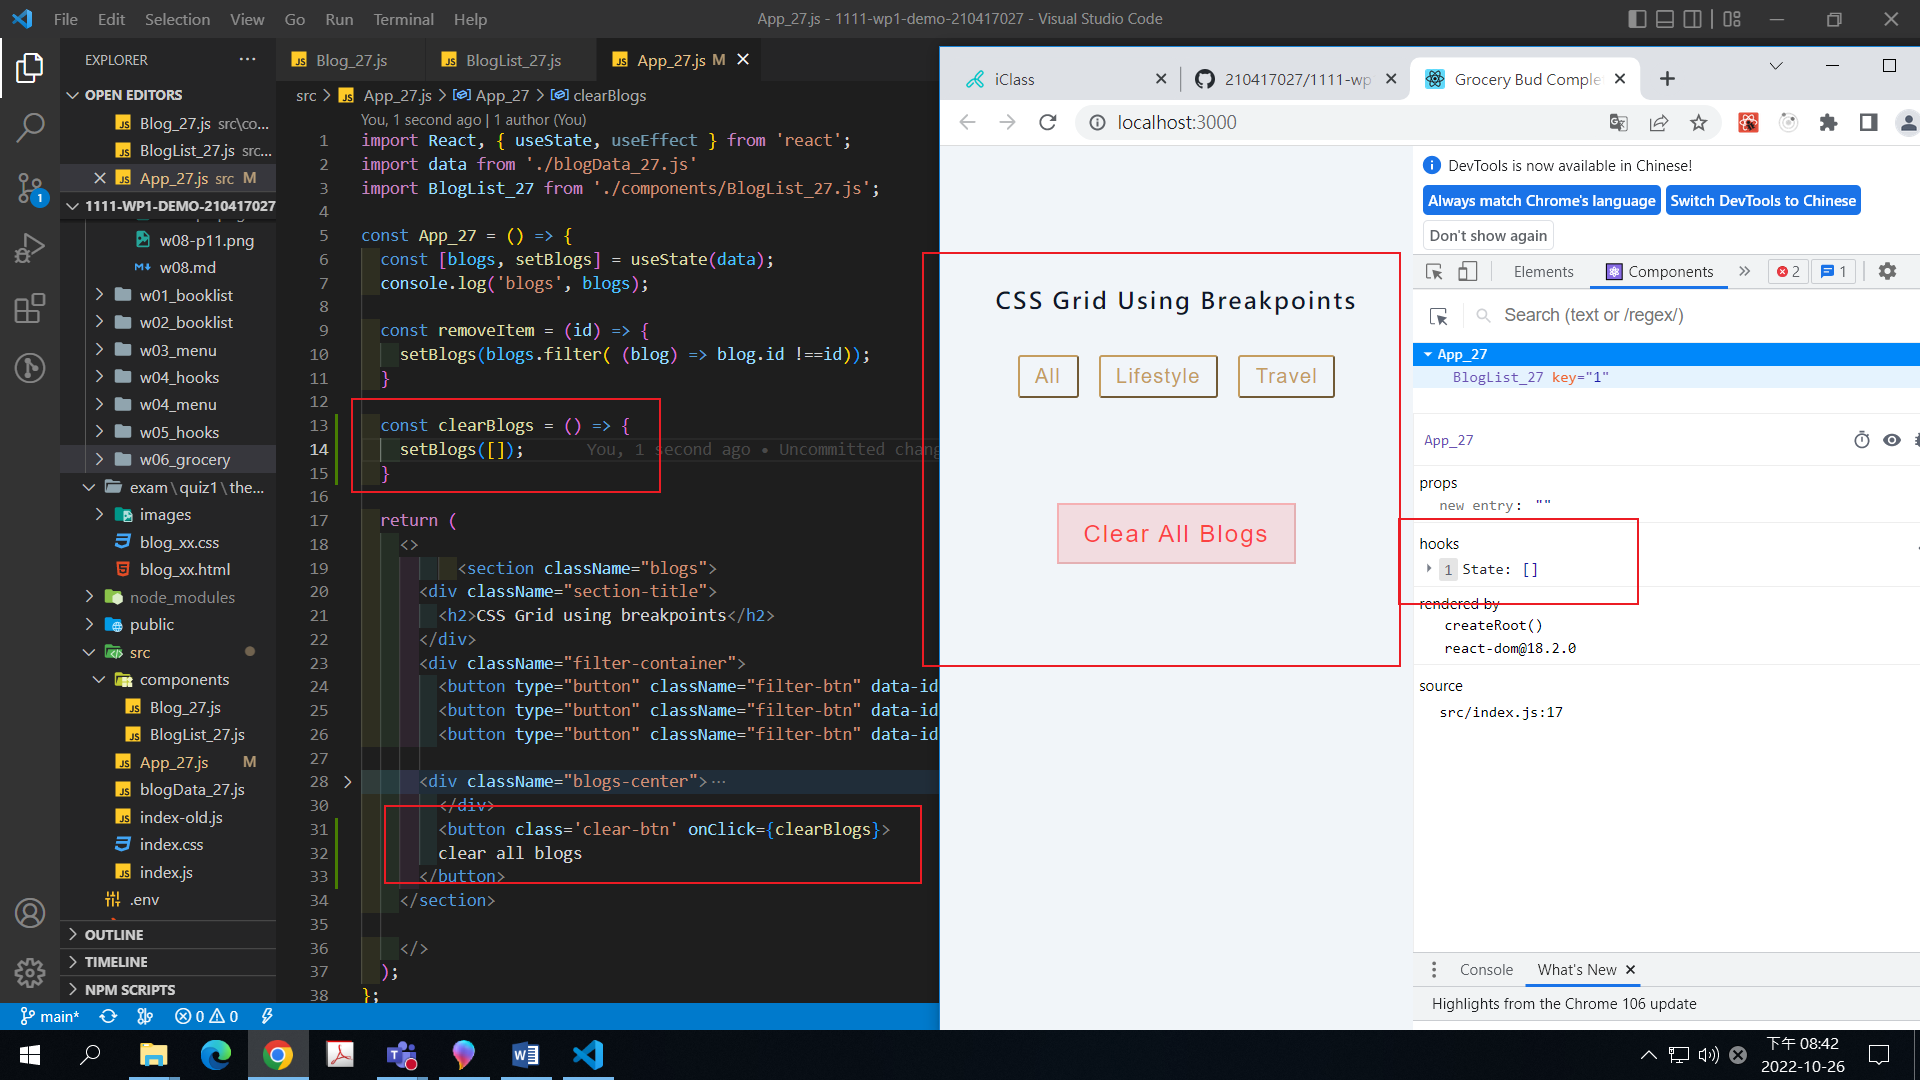 File Edit Selection View Go Run Terminal Help
App_27.js - 1111-wp1-demo-210417027 - Visual Studio Code
EXPLORER
OPEN EDITORS
Blog_27.js src\co...
BlogList_27.js src...
App_27.js src M
1111-WP1-DEMO-210417027
w08-p11.png
w08.md
w01_booklist
w02_booklist
w03_menu
w04_hooks
w04_menu
w05_hooks
w06_grocery
exam\quiz1\the...
images
blog_xx.css
blog_xx.html
node_modules
public
src
components
Blog_27.js
BlogList_27.js
App_27.js M
blogData_27.js
index-old.js
index.css
index.js
.env
OUTLINE
TIMELINE
NPM SCRIPTS
main* 0 0
Blog_27.js BlogList_27.js App_27.js M
src > App_27.js > App_27 > clearBlogs
You, 1 second ago | 1 author (You)
1 import React, { useState, useEffect } from 'react';
2 import data from './blogData_27.js'
3 import BlogList_27 from './components/BlogList_27.js';
4
5 const App_27 = () => {
6 const [blogs, setBlogs] = useState(data);
7 console.log('blogs', blogs);
8
9 const removeItem = (id) => {
10 setBlogs(blogs.filter( (blog) => blog.id !==id));
11 }
12
13 const clearBlogs = () => {
14 setBlogs([]); You, 1 second ago • Uncommitted chang
15 }
16
17 return (
18 <>
19 <section className="blogs">
20 <div className="section-title">
21 <h2>CSS Grid using breakpoints</h2>
22 </div>
23 <div className="filter-container">
24 <button type="button" className="filter-btn" data-id
25 <button type="button" className="filter-btn" data-id
26 <button type="button" className="filter-btn" data-id
27
28 <div className="blogs-center">···
30 </div>
31 <button class='clear-btn' onClick={clearBlogs}>
32 clear all blogs
33 </button>
34 </section>
35
36 </>
37 );
38 };
iClass
210417027/1111-wp
Grocery Bud Comple
localhost:3000
CSS Grid Using Breakpoints
All Lifestyle Travel
Clear All Blogs
DevTools is now available in Chinese!
Always match Chrome's language Switch DevTools to Chinese
Don't show again
Elements Components » 2 1
Search (text or /regex/)
App_27
BlogList_27 key="1"
App_27
props
new entry: ""
hooks
1 State: []
rendered by
createRoot()
react-dom@18.2.0
source
src/index.js:17
Console What's New
Highlights from the Chrome 106 update
下午 08:42
2022-10-26
1